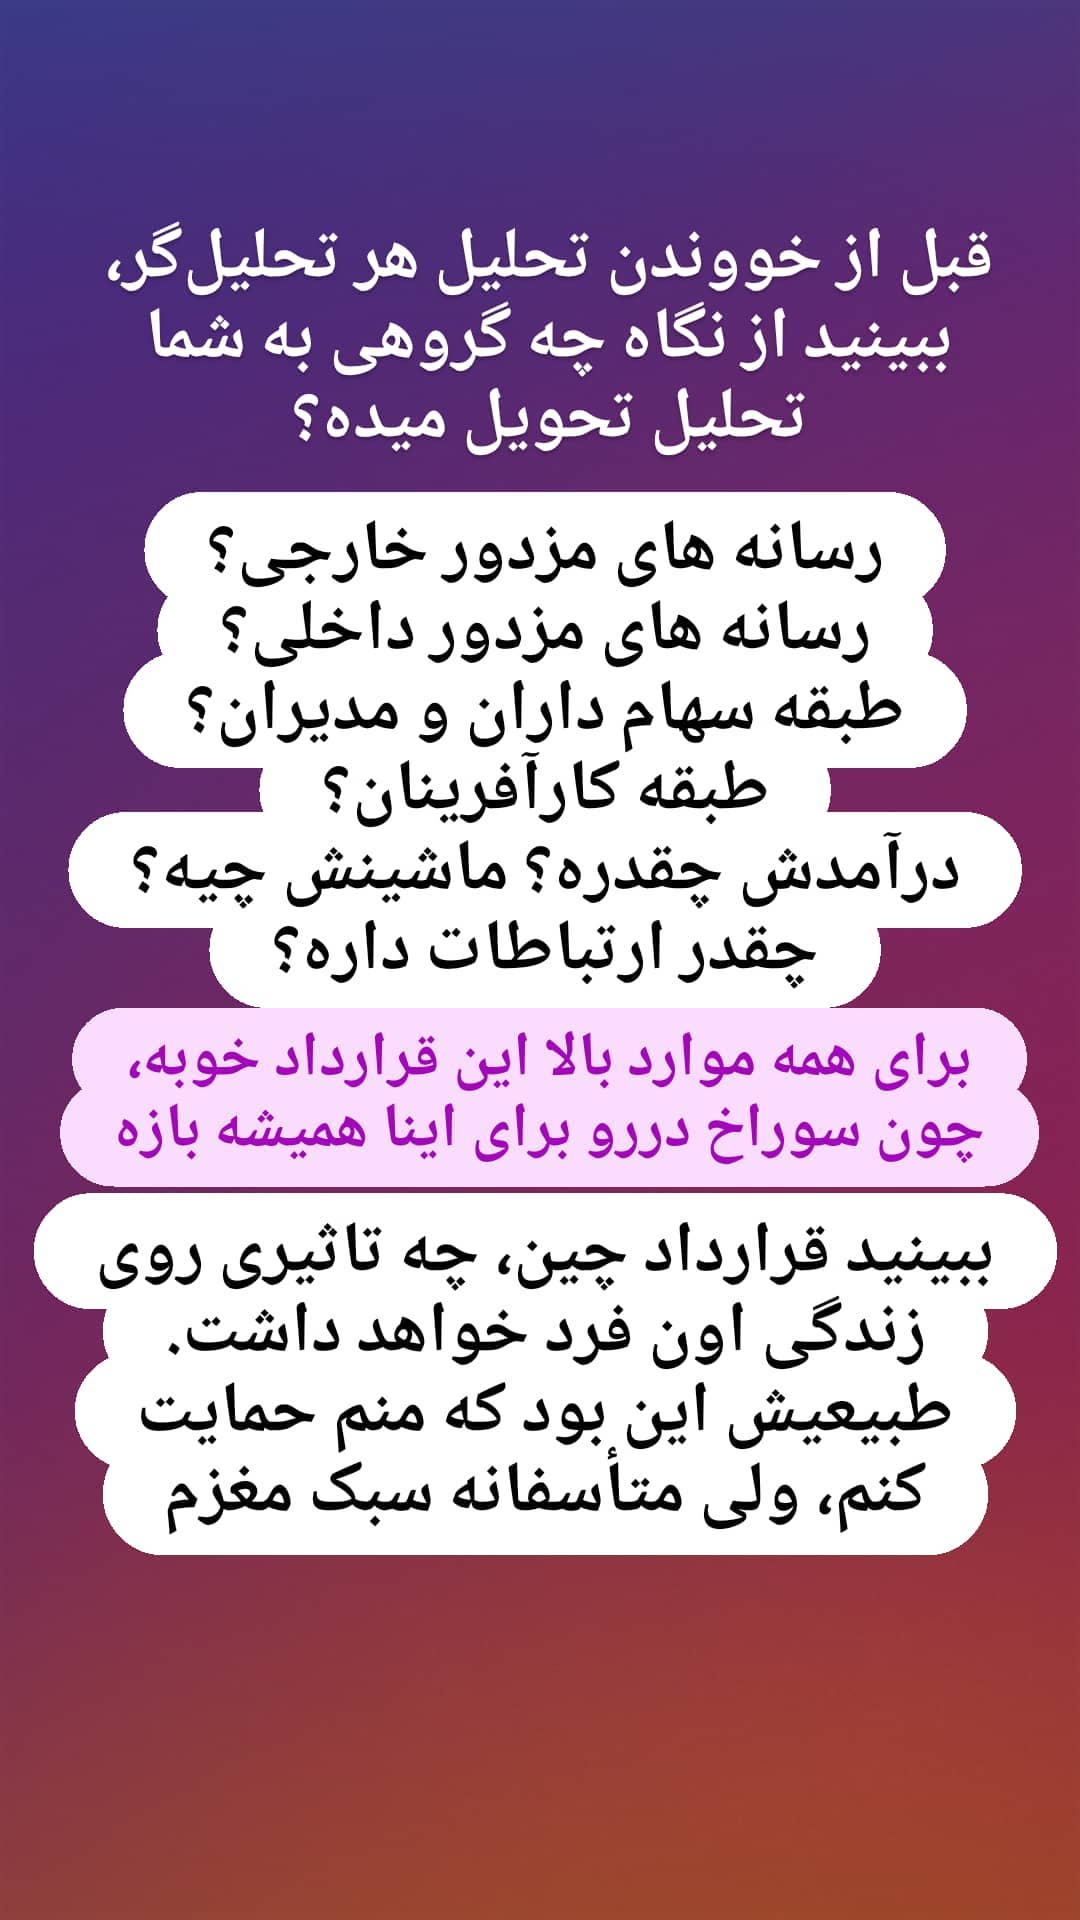 قبل از خووندن تحلیل هر تحلیل‌گر،
ببینید از نگاه چه گروهی به شما
تحلیل تحویل میده؟
رسانه های مزدور خارجی؟
رسانه های مزدور داخلی؟
طبقه سهام داران و مدیران؟
طبقه کارآفرینان؟
درآمدش چقدره؟ ماشینش چیه؟
چقدر ارتباطات داره؟
برای همه موارد بالا این قرارداد خوبه،
چون سوراخ دررو برای اینا همیشه بازه
ببینید قرارداد چین، چه تاثیری روی
زندگی اون فرد خواهد داشت.
طبیعیش این بود که منم حمایت
کنم، ولی متأسفانه سبک مغزم